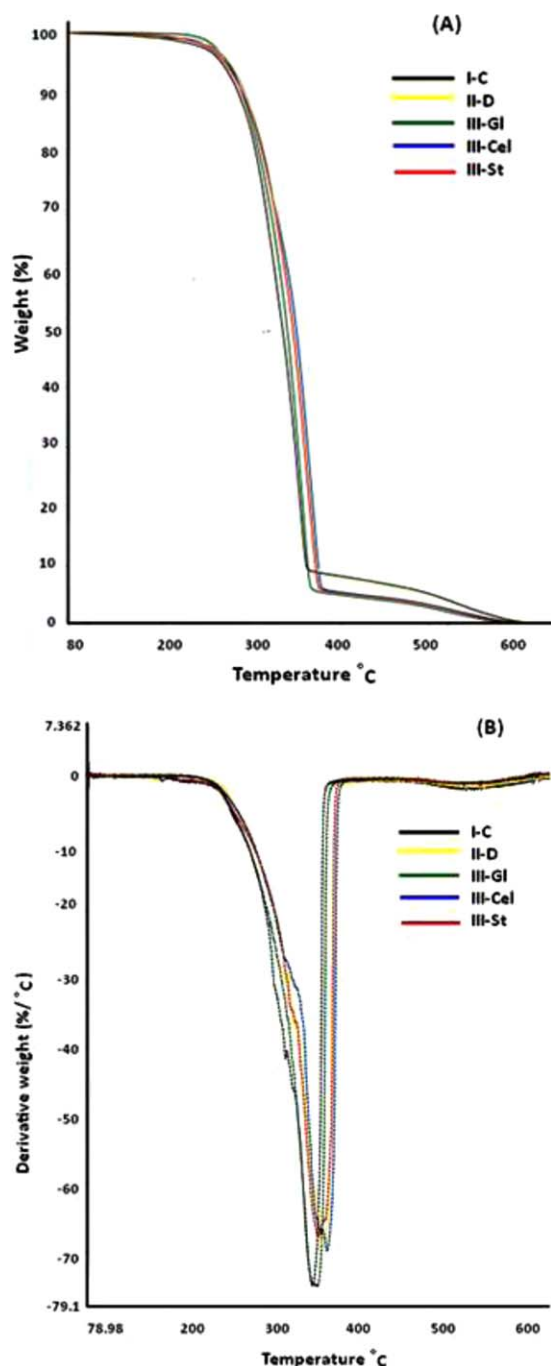 (A)
I-C
II-D
III-Gl
III-Cel
III-St
100
90
80
70
60
50
40
30
20
10
0
Weight (%)
80 200 300 400 500 600
Temperature °C
(B)
I-C
II-D
III-Gl
III-Cel
III-St
7.362
0
-10
-20
-30
-40
-50
-60
-70
-79.1
Derivative weight (%/°C)
78.98 200 300 400 500 600
Temperature °C